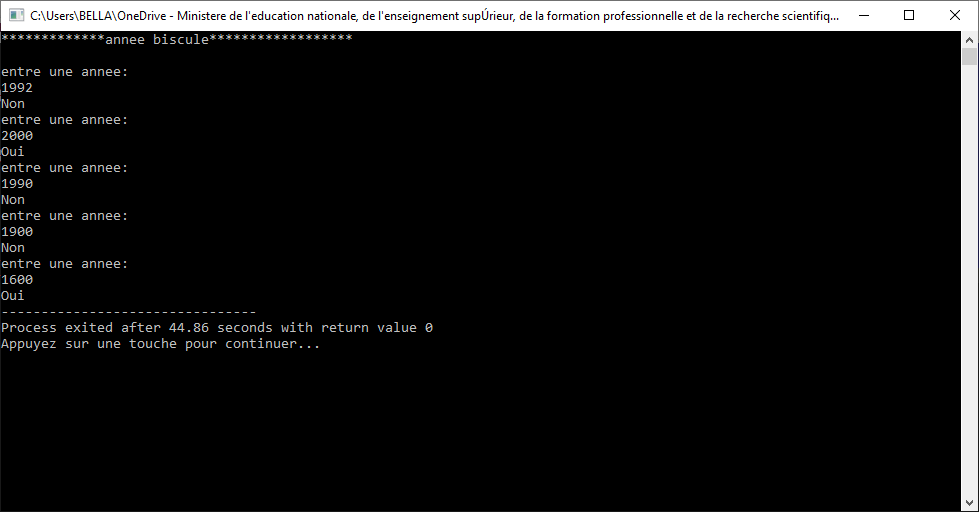 C:\Users\BELLA\OneDrive - Ministere de l'education nationale, de l'enseignement supÚrieur, de la formation professionnelle et de la recherche scientifiq...
*************annee biscule******************
entre une annee:
1992
Non
entre une annee:
2000
Oui
entre une annee:
1990
Non
entre une annee:
1900
Non
entre une annee:
1600
Oui
--------------------------------
Process exited after 44.86 seconds with return value 0
Appuyez sur une touche pour continuer...